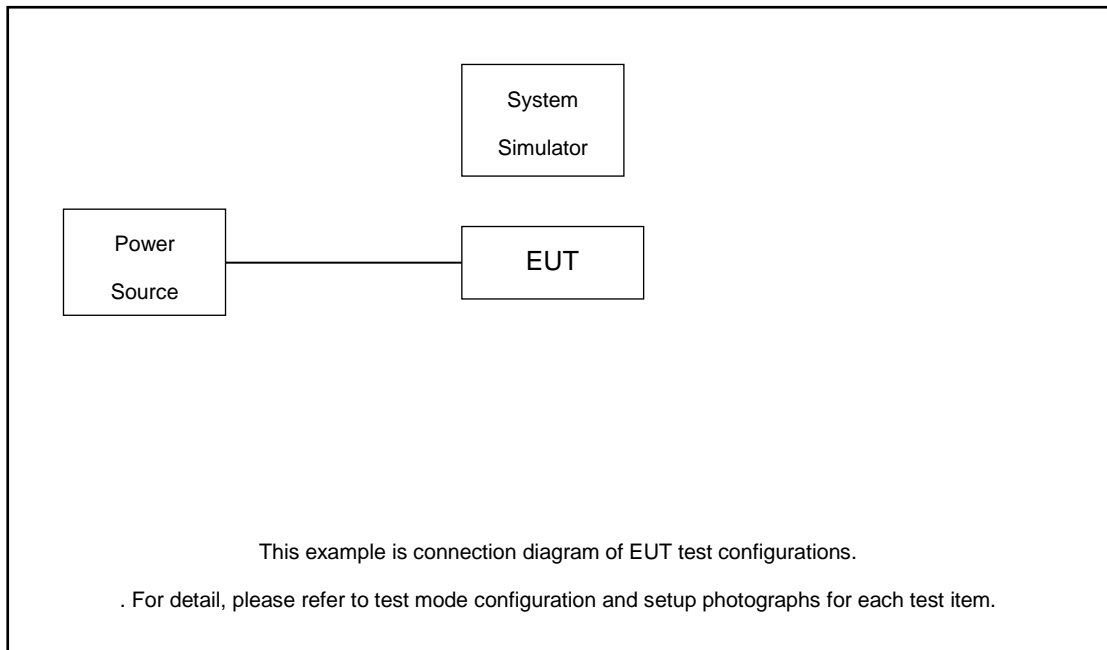 System
Simulator
Power
Source
EUT
This example is connection diagram of EUT test configurations.
. For detail, please refer to test mode configuration and setup photographs for each test item.